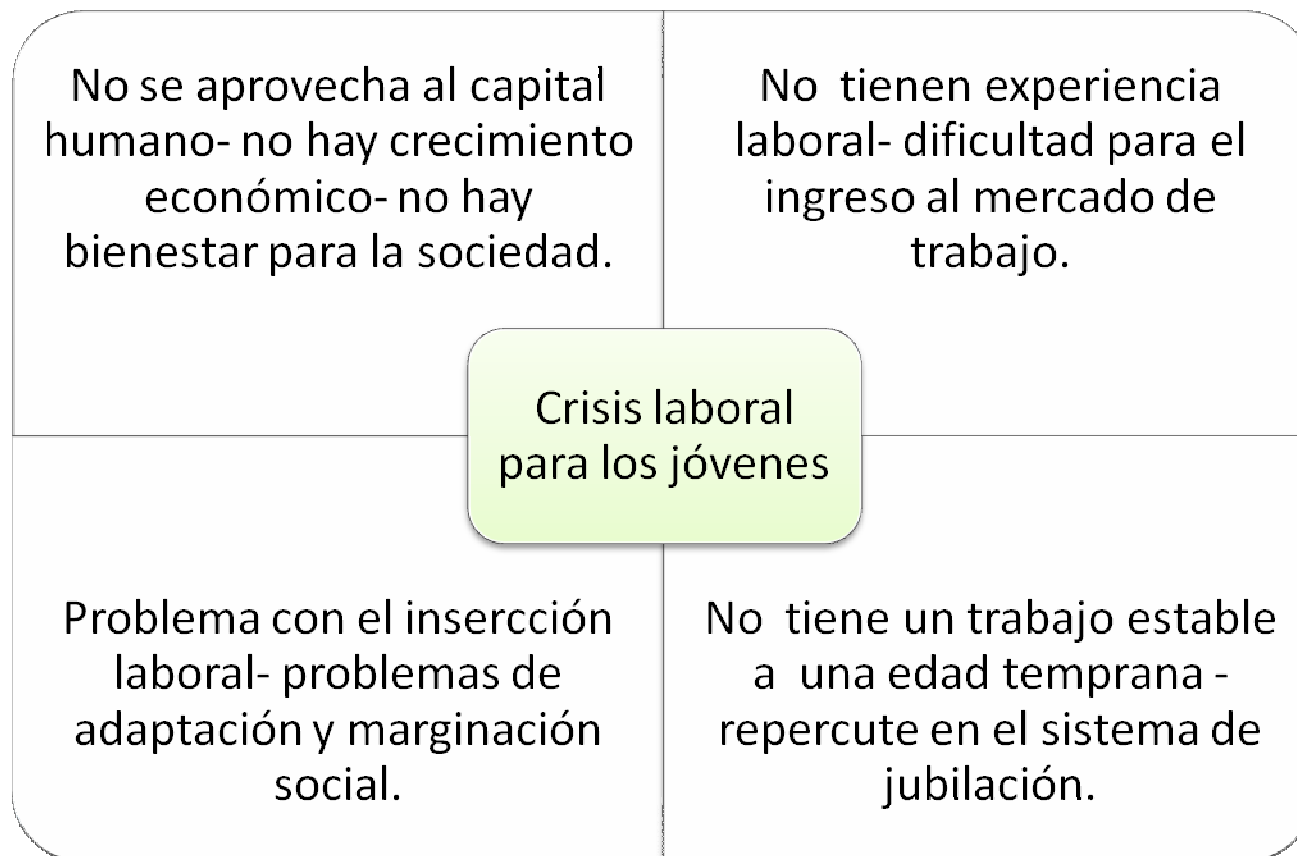 No se aprovecha al capital
humano- no hay crecimiento
económico- no hay
bienestar para la sociedad.
No tienen experiencia
laboral- dificultad para el
ingreso al mercado de
trabajo.
Crisis laboral
para los jóvenes
Problema con el insercción
laboral- problemas de
adaptación y marginación
social.
No tiene un trabajo estable
a una edad temprana -
repercute en el sistema de
jubilación.